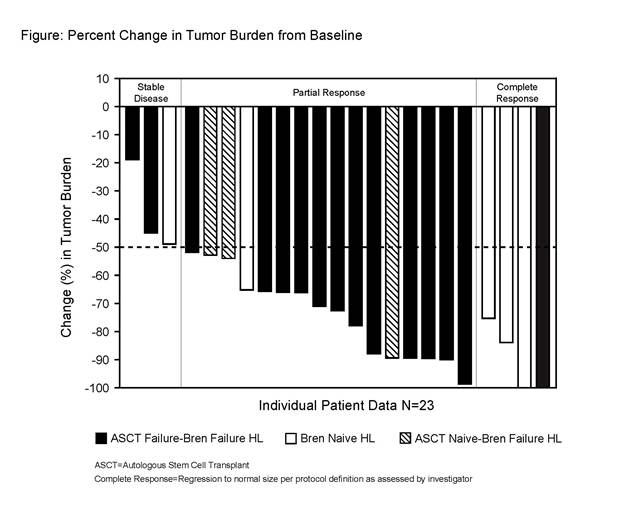 Figure: Percent Change in Tumor Burden from Baseline
Stable
Disease
Partial Response
Complete
Response
Change (%) in Tumor Burden
10
0
-10
-20
-30
-40
-50
-60
-70
-80
-90
-100
Individual Patient Data N=23
ASCT Failure-Bren Failure HL
Bren Naive HL
ASCT Naive-Bren Failure HL
ASCT=Autologous Stem Cell Transplant
Complete Response=Regression to normal size per protocol definition as assessed by investigator